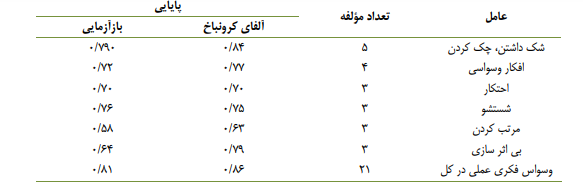 پایایی
عامل تعداد مؤلفه آلفای کرونباخ بازآزمایی
شک داشتن، چک کردن ۵ ۰/۸۴ ۰/۷۹۰
افکار وسواسی ۴ ۰/۷۷ ۰/۷۲
احتکار ۳ ۰/۷۰ ۰/۷۰
شستشو ۳ ۰/۷۵ ۰/۷۶
مرتب کردن ۳ ۰/۶۳ ۰/۵۸
بی اثر سازی ۳ ۰/۷۹ ۰/۶۴
وسواس فکری عملی در کل ۲۱ ۰/۸۶ ۰/۸۱